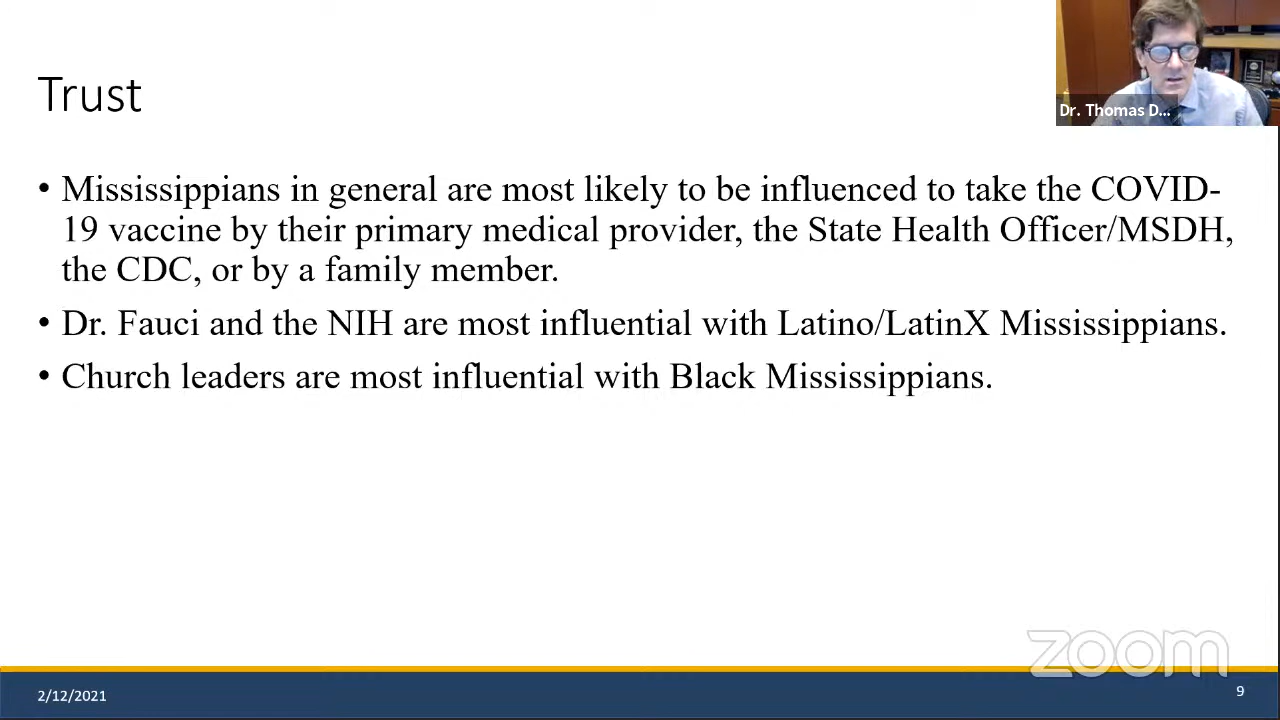 Dr. Thomas D...
Trust
• Mississippians in general are most likely to be influenced to take the COVID-
19 vaccine by their primary medical provider, the State Health Officer/MSDH,
the CDC, or by a family member.
• Dr. Fauci and the NIH are most influential with Latino/LatinX Mississippians.
• Church leaders are most influential with Black Mississippians.
zoom
2/12/2021
9